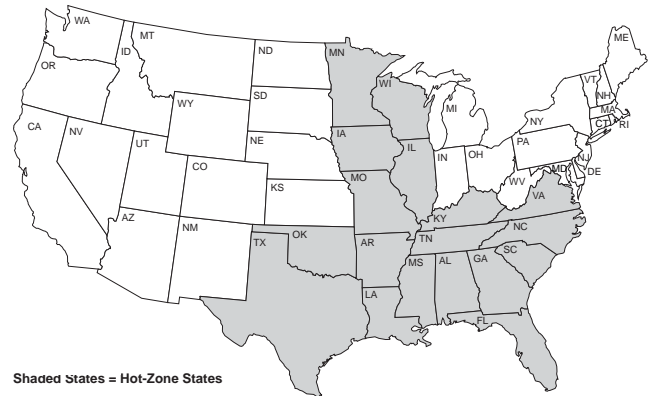 WA
ME
MT
ND
MN
ID
OR
VT
NH
WI
SD
MA
WY
MI
NY
CT
RI
CA
NV
IA
PA
UT
NE
IL
IN
OH
NJ
CO
MD
DE
MO
WV
KS
VA
KY
AZ
NM
OK
NC
TX
AR
TN
SC
MS
AL
GA
LA
FL
Shaded States = Hot-Zone States